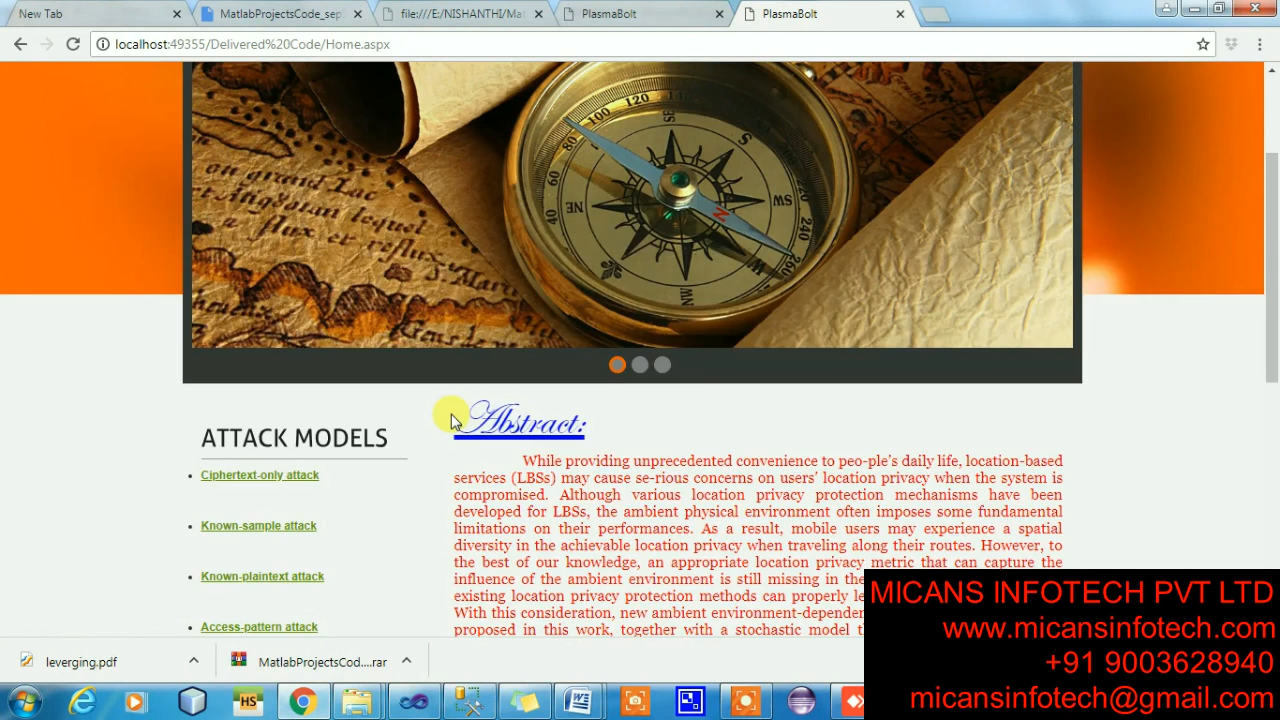 New Tab
MatlabProjectsCode_sep
file:///E:/NISHANTHI/Mat
PlasmaBolt
PlasmaBolt
localhost:49355/Delivered%20Code/Home.aspx
ATTACK MODELS
Ciphertext-only attack
Known-sample attack
Known-plaintext attack
Access-pattern attack
Abstract:
While providing unprecedented convenience to peo-ple's daily life, location-based
services (LBSs) may cause se-rious concerns on users' location privacy when the system is
compromised. Although various location privacy protection mechanisms have been
developed for LBSs, the ambient physical environment often imposes some fundamental
limitations on their performances. As a result, mobile users may experience a spatial
diversity in the achievable location privacy when traveling along their routes. However, to
the best of our knowledge, an appropriate location privacy metric that can capture the
influence of the ambient environment is still missing in the
existing location privacy protection methods can properly le
With this consideration, new ambient environment-dependen
proposed in this work, together with a stochastic model th
MICANS INFOTECH PVT LTD
www.micansinfotech.com
+91 9003628940
micansinfotech@gmail.com
leverging.pdf
MatlabProjectsCod....rar
HS